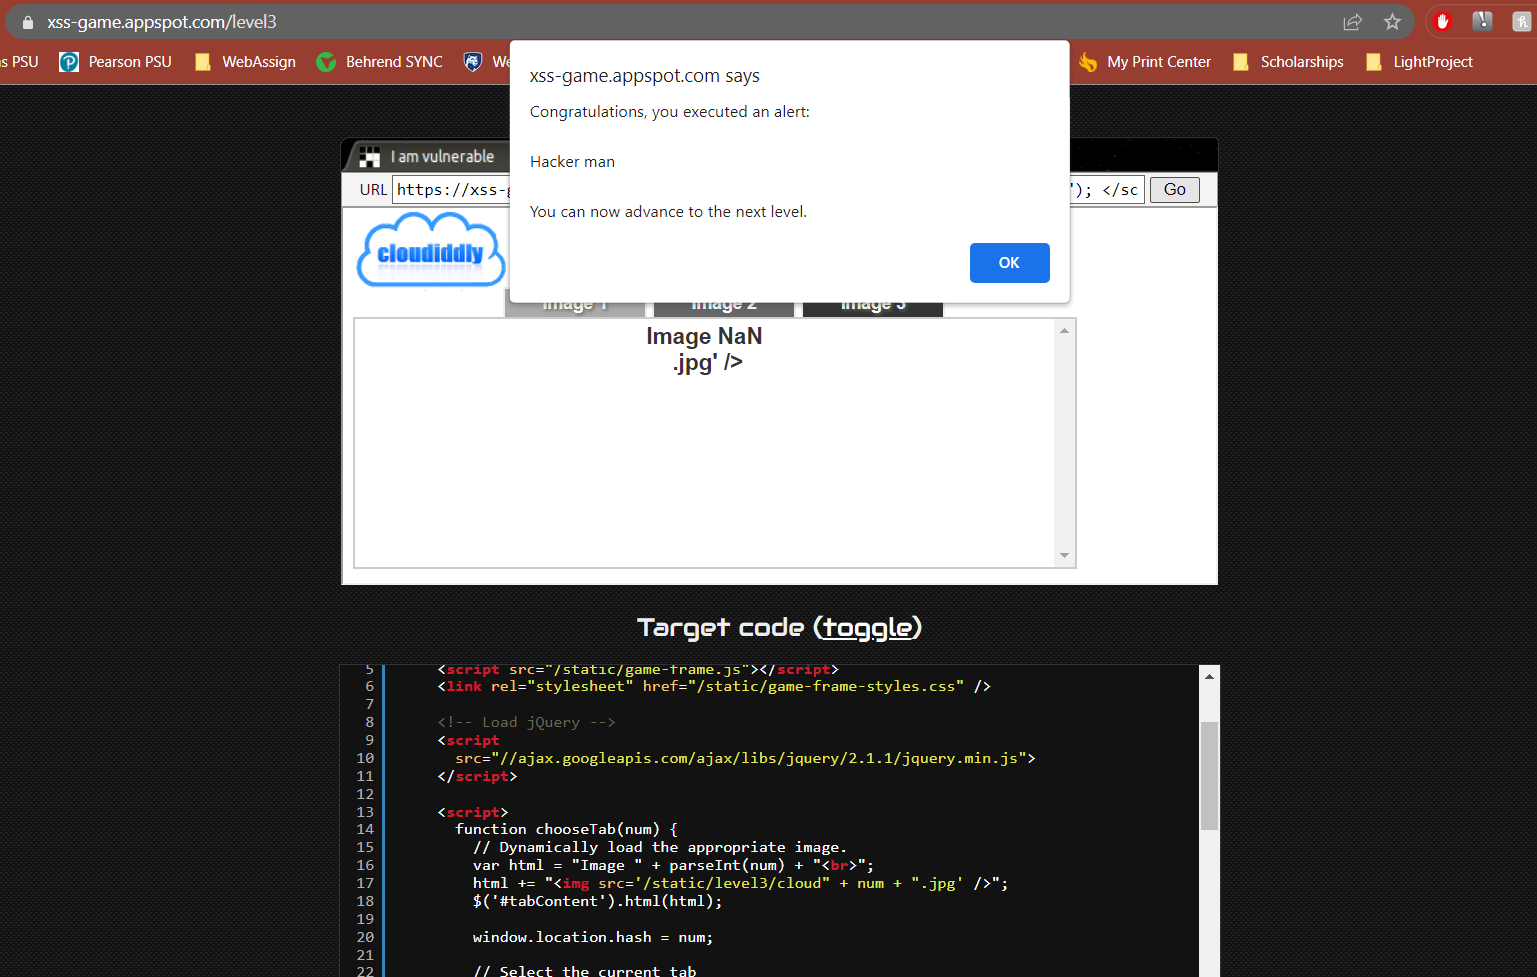 xss-game.appspot.com/level3
s PSU
Pearson PSU
WebAssign
Behrend SYNC
We
My Print Center
Scholarships
LightProject
xss-game.appspot.com says
Congratulations, you executed an alert:
Hacker man
You can now advance to the next level.
OK
I am vulnerable
URL https://xss-g '); </sc Go
cloudiddly
Image 1 Image 2 Image 3
Image NaN
.jpg' />
Target code (toggle)
5 <script src="/static/game-frame.js"></script>
6 <link rel="stylesheet" href="/static/game-frame-styles.css" />
7
8 <!-- Load jQuery -->
9 <script
10 src="//ajax.googleapis.com/ajax/libs/jquery/2.1.1/jquery.min.js">
11 </script>
12
13 <script>
14 function chooseTab(num) {
15 // Dynamically load the appropriate image.
16 var html = "Image " + parseInt(num) + "<br>";
17 html += "<img src='/static/level3/cloud" + num + ".jpg' />";
18 $('#tabContent').html(html);
19
20 window.location.hash = num;
21
22 // Select the current tab